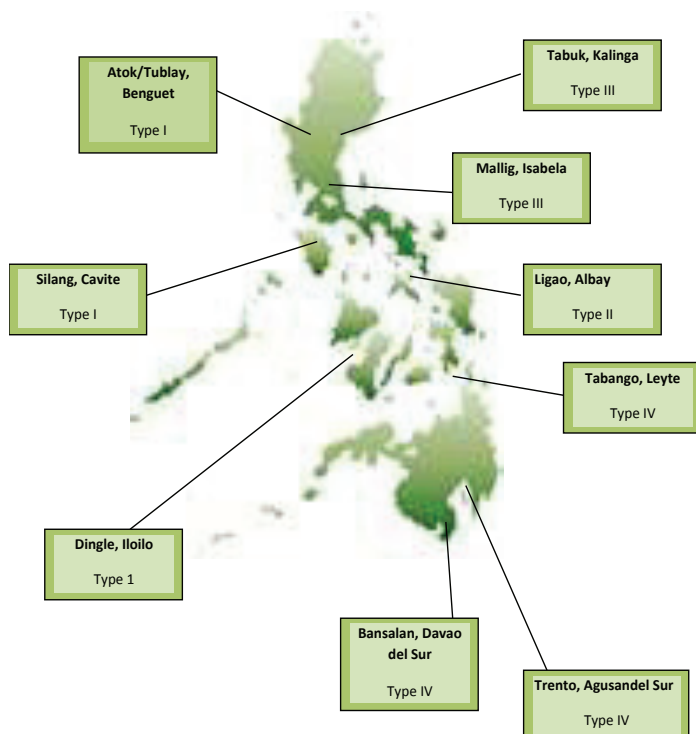 Atok/Tublay,
Benguet
Type I
Tabuk, Kalinga
Type III
Mallig, Isabela
Type III
Silang, Cavite
Type I
Ligao, Albay
Type II
Tabango, Leyte
Type IV
Dingle, Iloilo
Type 1
Bansalan, Davao
del Sur
Type IV
Trento, Agusandel Sur
Type IV